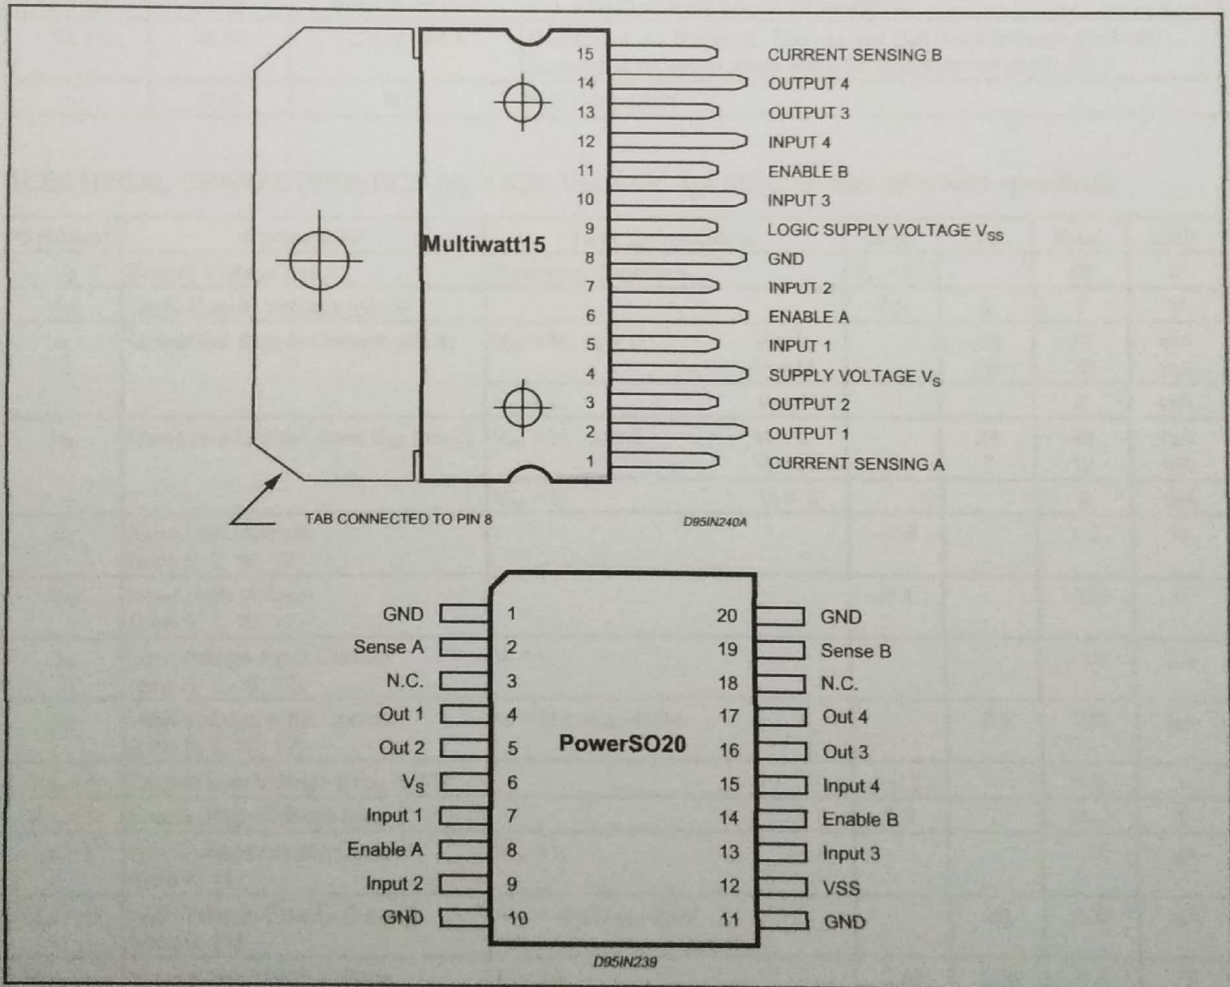 15 CURRENT SENSING B
14 OUTPUT 4
13 OUTPUT 3
12 INPUT 4
11 ENABLE B
10 INPUT 3
9 LOGIC SUPPLY VOLTAGE VSS
Multiwatt15
8 GND
7 INPUT 2
6 ENABLE A
5 INPUT 1
4 SUPPLY VOLTAGE VS
3 OUTPUT 2
2 OUTPUT 1
1 CURRENT SENSING A
TAB CONNECTED TO PIN 8
D95IN240A
GND 1 20 GND
Sense A 2 19 Sense B
N.C. 3 18 N.C.
Out 1 4 17 Out 4
Out 2 5 16 Out 3
PowerSO20
VS 6 15 Input 4
Input 1 7 14 Enable B
Enable A 8 13 Input 3
Input 2 9 12 VSS
GND 10 11 GND
D95IN239